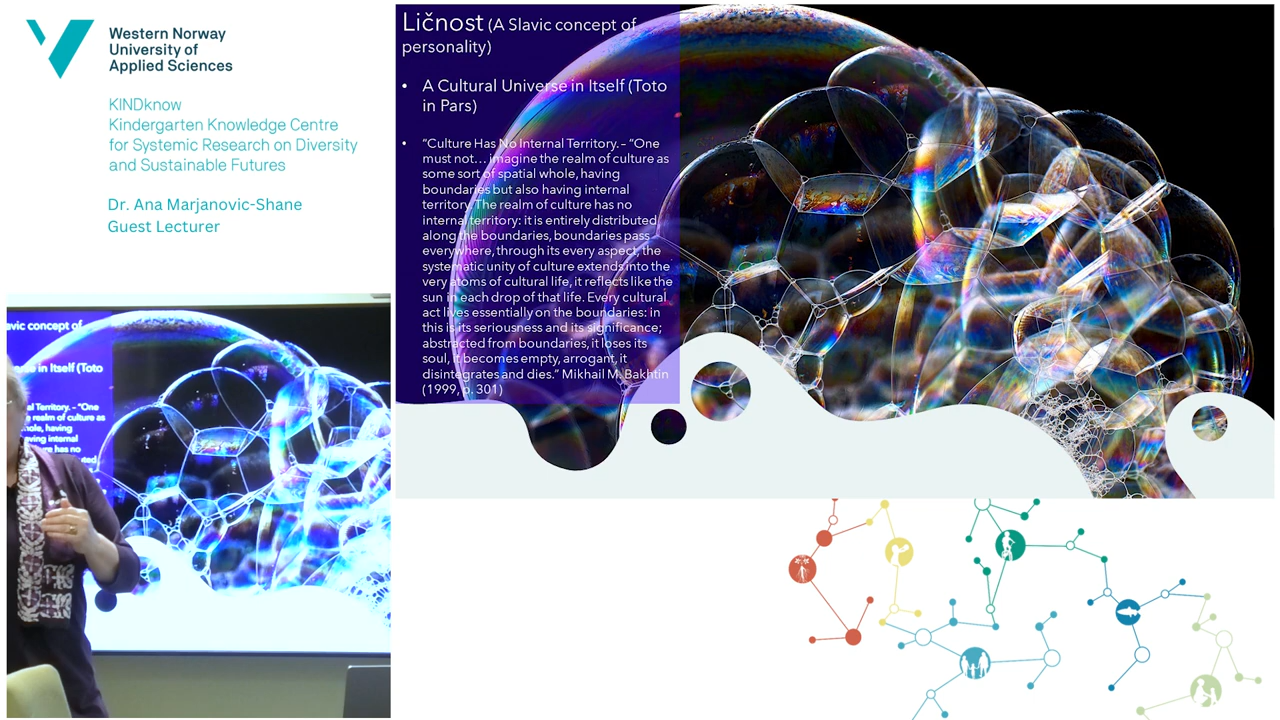 Western Norway
University of
Applied Sciences
KINDknow
Kindergarten Knowledge Centre
for Systemic Research on Diversity
and Sustainable Futures
Dr. Ana Marjanovic-Shane
Guest Lecturer
Ličnost (A Slavic concept of
personality)
• A Cultural Universe in Itself (Toto
in Pars)
• “Culture Has No Internal Territory. – “One
must not… imagine the realm of culture as
some sort of spatial whole, having
boundaries but also having internal
territory. The realm of culture has no
internal territory: it is entirely distributed
along the boundaries, boundaries pass
everywhere, through its every aspect, the
systematic unity of culture extends into the
very atoms of cultural life, it reflects like the
sun in each drop of that life. Every cultural
act lives essentially on the boundaries: in
this is its seriousness and its significance;
abstracted from boundaries, it loses its
soul, it becomes empty, arrogant, it
disintegrates and dies.” Mikhail M. Bakhtin
(1999, p. 301)
avic concept of
in Itself (Toto
Territory. – “One
realm of culture as
having
internal
has no